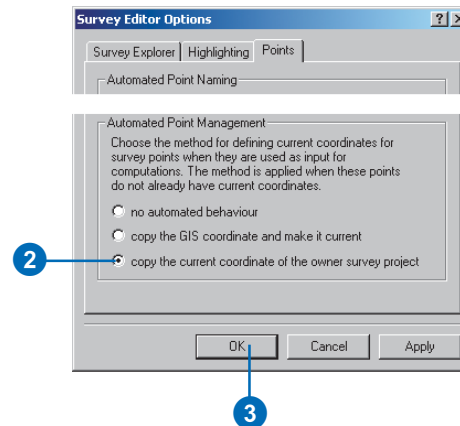 Survey Editor Options
Survey Explorer Highlighting Points
Automated Point Naming
Automated Point Management
Choose the method for defining current coordinates for
survey points when they are used as input for
computations. The method is applied when these points
do not already have current coordinates.
no automated behaviour
copy the GIS coordinate and make it current
2
copy the current coordinate of the owner survey project
OK Cancel Apply
3